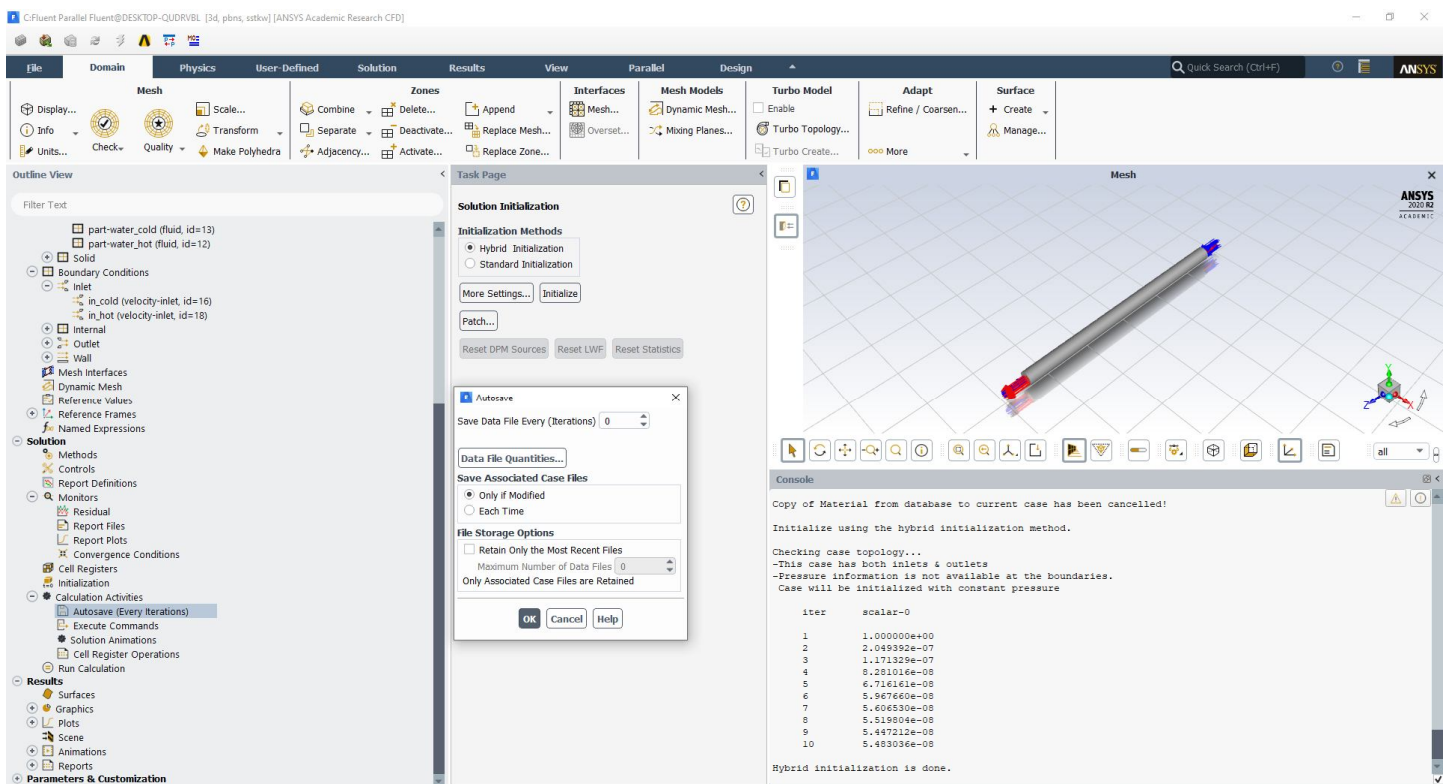 C:Fluent Parallel Fluent@DESKTOP-QUDRVBL [3d, pbns, sstkw] [ANSYS Academic Research CFD]
File Domain Physics User-Defined Solution Results View Parallel Design
Quick Search (Ctrl+F)
ANSYS
Mesh
Display...
Info
Units...
Check
Quality
Scale...
Transform
Make Polyhedra
Zones
Combine
Delete...
Append
Separate
Deactivate...
Replace Mesh...
Adjacency...
Activate...
Replace Zone...
Interfaces
Mesh...
Overset...
Mesh Models
Dynamic Mesh...
Mixing Planes...
Turbo Model
Enable
Turbo Topology...
Turbo Create...
Adapt
Refine / Coarsen...
More
Surface
Create
Manage...
Outline View
Filter Text
part-water_cold (fluid, id=13)
part-water_hot (fluid, id=12)
Solid
Boundary Conditions
Inlet
in_cold (velocity-inlet, id=16)
in_hot (velocity-inlet, id=18)
Internal
Outlet
Wall
Mesh Interfaces
Dynamic Mesh
Reference Values
Reference Frames
Named Expressions
Solution
Methods
Controls
Report Definitions
Monitors
Residual
Report Files
Report Plots
Convergence Conditions
Cell Registers
Initialization
Calculation Activities
Autosave (Every Iterations)
Execute Commands
Solution Animations
Cell Register Operations
Run Calculation
Results
Surfaces
Graphics
Plots
Scene
Animations
Reports
Parameters & Customization
Task Page
Solution Initialization
Initialization Methods
Hybrid Initialization
Standard Initialization
More Settings... Initialize
Patch...
Reset DPM Sources Reset LWF Reset Statistics
Autosave
Save Data File Every (Iterations) 0
Data File Quantities...
Save Associated Case Files
Only if Modified
Each Time
File Storage Options
Retain Only the Most Recent Files
Maximum Number of Data Files 0
Only Associated Case Files are Retained
OK Cancel Help
Mesh
ANSYS
2020 R2
ACADEMIC
Y
Z
X
all
Console
Copy of Material from database to current case has been cancelled!
Initialize using the hybrid initialization method.
Checking case topology...
-This case has both inlets & outlets
-Pressure information is not available at the boundaries.
Case will be initialized with constant pressure
iter scalar-0
1 1.000000e+00
2 2.049392e-07
3 1.171329e-07
4 8.281016e-08
5 6.716161e-08
6 5.967660e-08
7 5.606530e-08
8 5.519804e-08
9 5.447212e-08
10 5.483036e-08
Hybrid initialization is done.